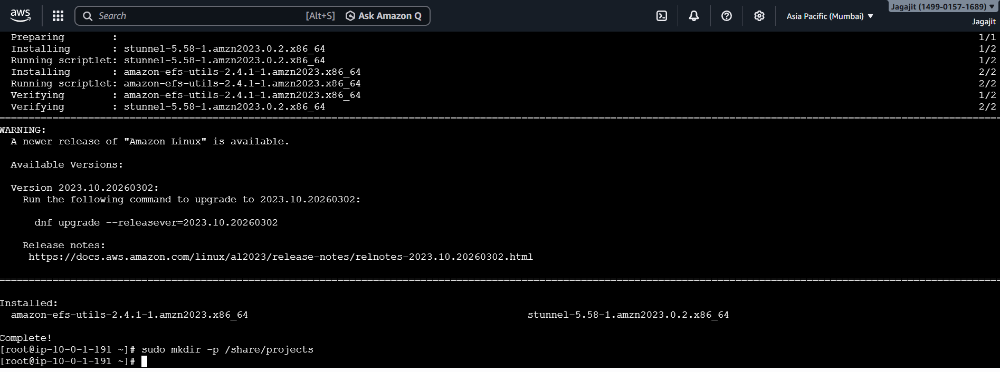 aws
Search [Alt+S] Ask Amazon Q
Asia Pacific (Mumbai) ▼
Jagajit (1499-0157-1689) ▼
Jagajit
Preparing : 1/1
Installing : stunnel-5.58-1.amzn2023.0.2.x86_64 1/2
Running scriptlet: stunnel-5.58-1.amzn2023.0.2.x86_64 1/2
Installing : amazon-efs-utils-2.4.1-1.amzn2023.x86_64 2/2
Running scriptlet: amazon-efs-utils-2.4.1-1.amzn2023.x86_64 2/2
Verifying : amazon-efs-utils-2.4.1-1.amzn2023.x86_64 1/2
Verifying : stunnel-5.58-1.amzn2023.0.2.x86_64 2/2
WARNING:
A newer release of "Amazon Linux" is available.
Available Versions:
Version 2023.10.20260302:
Run the following command to upgrade to 2023.10.20260302:
dnf upgrade --releasever=2023.10.20260302
Release notes:
https://docs.aws.amazon.com/linux/al2023/release-notes/relnotes-2023.10.20260302.html
Installed:
amazon-efs-utils-2.4.1-1.amzn2023.x86_64 stunnel-5.58-1.amzn2023.0.2.x86_64
Complete!
[root@ip-10-0-1-191 ~]# sudo mkdir -p /share/projects
[root@ip-10-0-1-191 ~]#